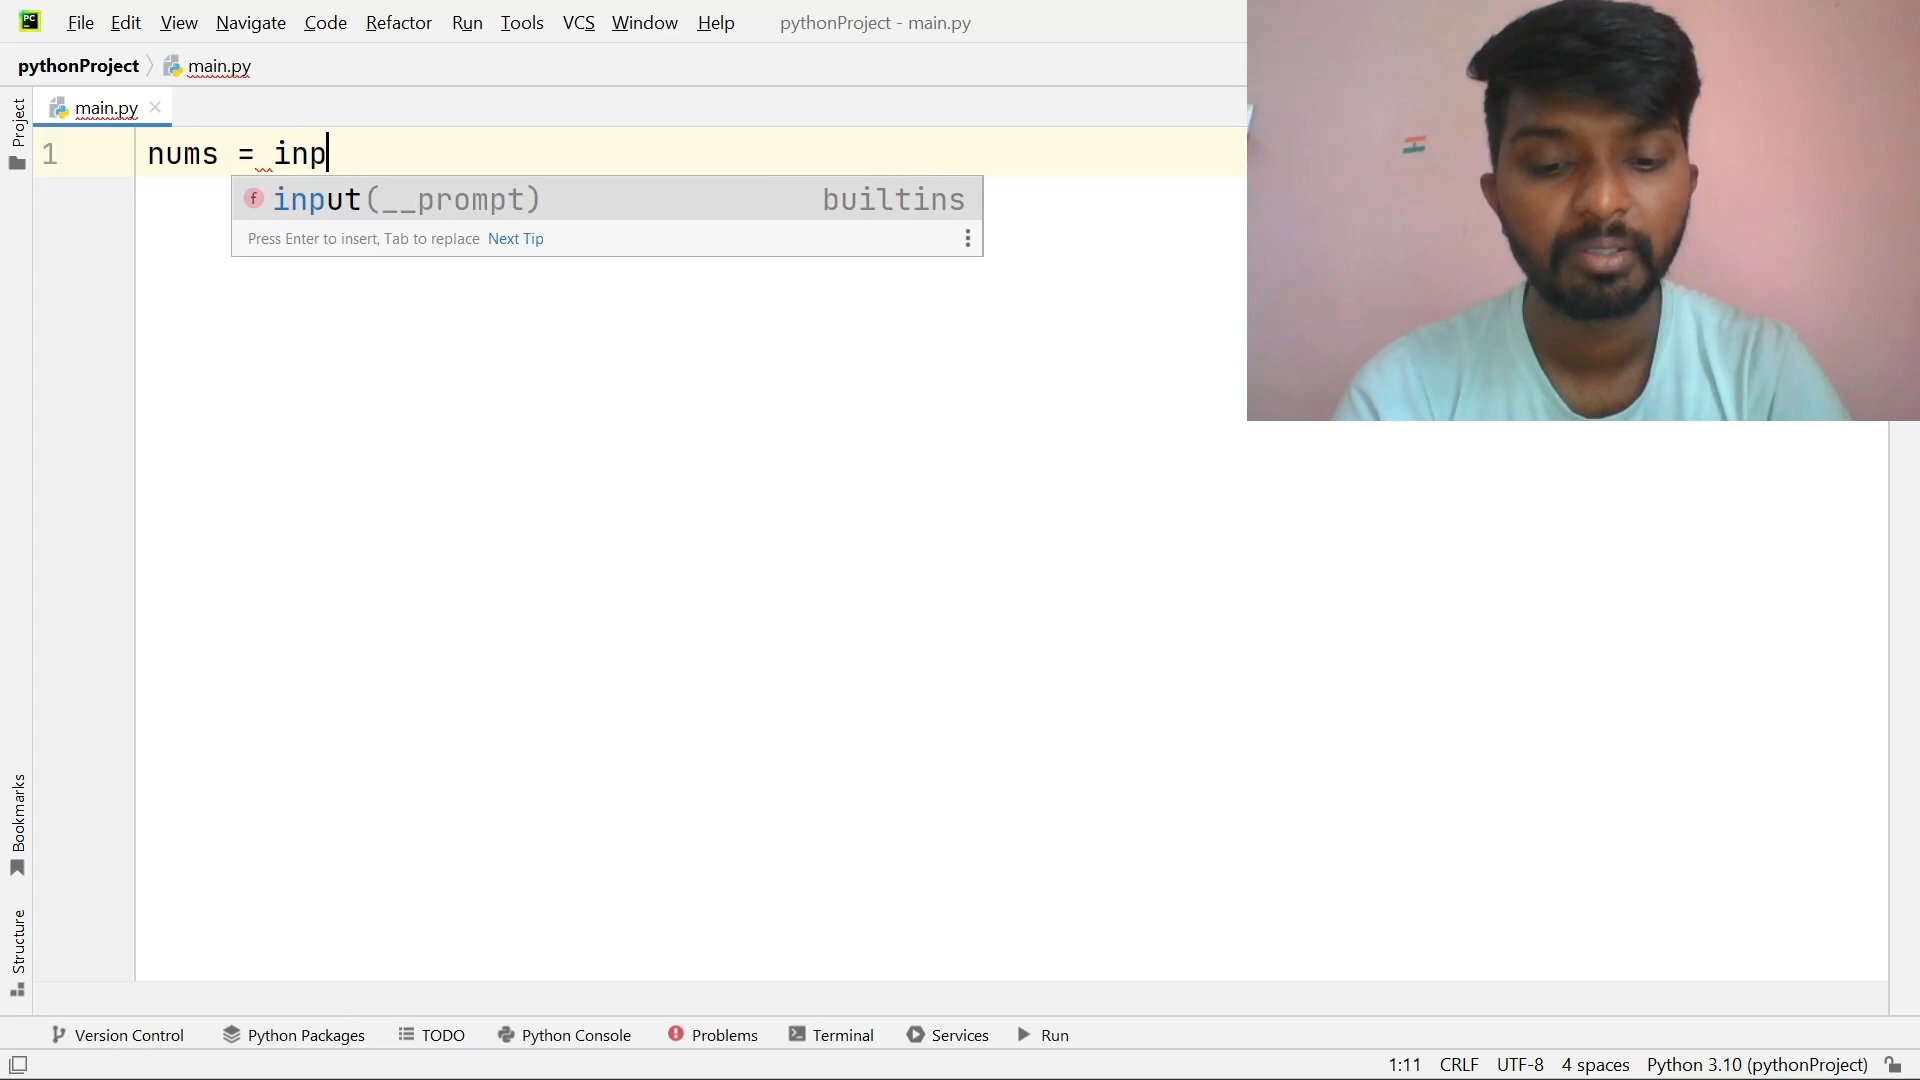 PC File Edit View Navigate Code Refactor Run Tools VCS Window Help pythonProject - main.py
pythonProject main.py
main.py
Project
1 nums = inp
f input(__prompt) builtins
Press Enter to insert, Tab to replace Next Tip
Bookmarks
Structure
Version Control Python Packages TODO Python Console Problems Terminal Services Run
1:11 CRLF UTF-8 4 spaces Python 3.10 (pythonProject)